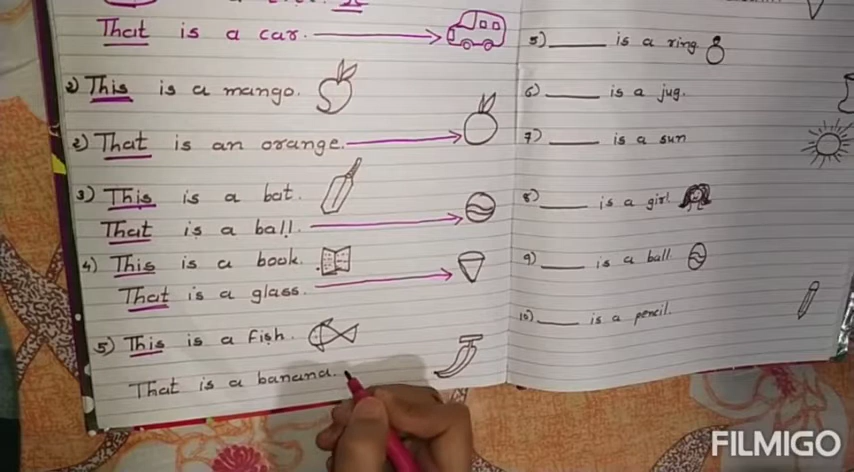 That is a car.
1) This is a mango.
2) That is an orange.
3) This is a bat.
That is a ball.
4) This is a book.
That is a glass.
5) This is a fish.
That is a banana.
5) ______ is a ring
6) ______ is a jug.
7) ______ is a sun
8) ______ is a girl
9) ______ is a ball
10) ______ is a pencil.
FILMIGO